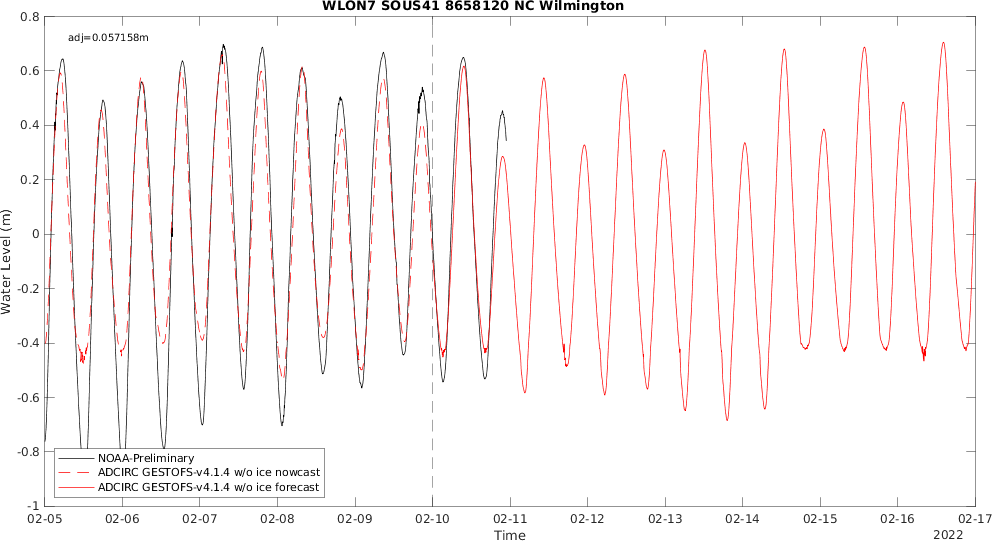 WLON7 SOUS41 8658120 NC Wilmington
adj=0.057158m
0.8
0.6
0.4
0.2
0
-0.2
-0.4
-0.6
-0.8
-1
Water Level (m)
NOAA-Preliminary
ADCIRC GESTOFS-v4.1.4 w/o ice nowcast
ADCIRC GESTOFS-v4.1.4 w/o ice forecast
02-05 02-06 02-07 02-08 02-09 02-10 02-11 02-12 02-13 02-14 02-15 02-16 02-17
Time
2022